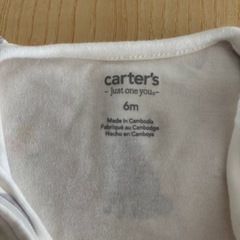 carter's
- just one you. -
6m
Made in Cambodia
Fabriqué au Cambodge
Hecho en Camboya